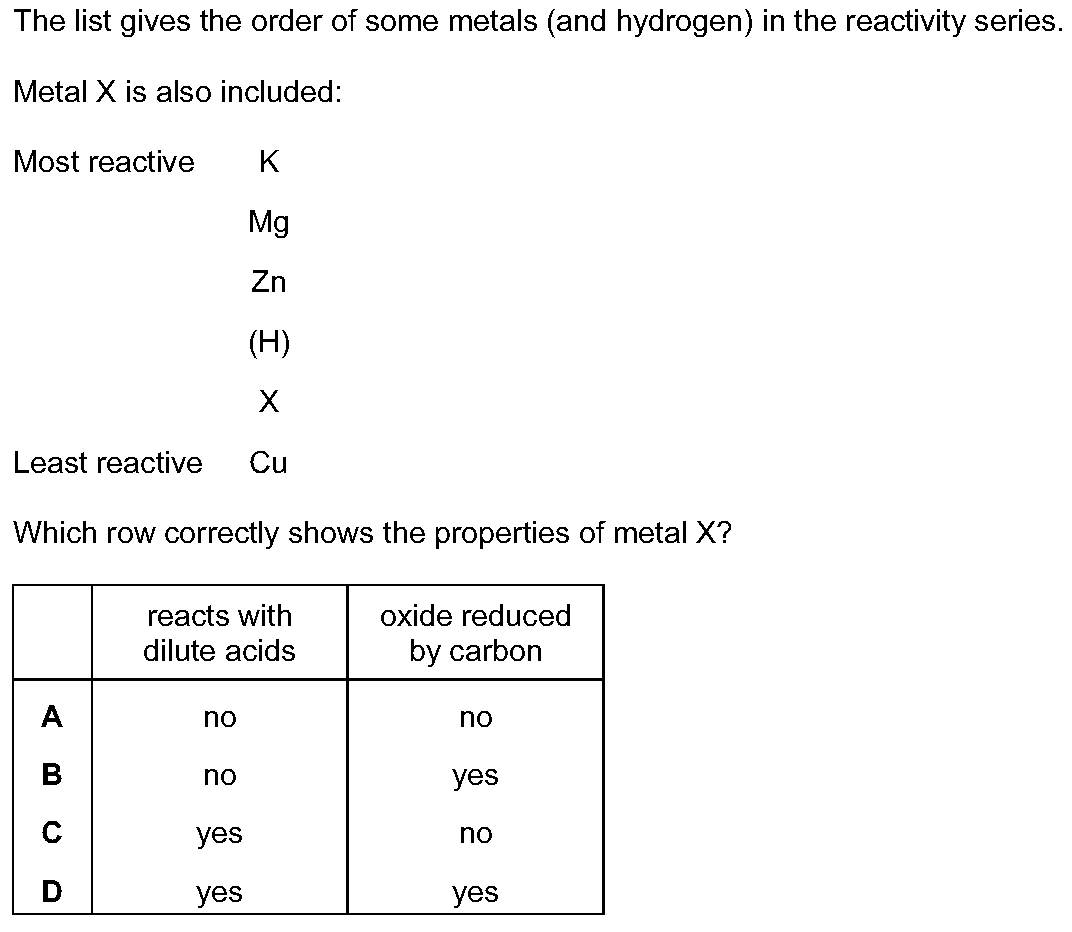 The list gives the order of some metals (and hydrogen) in the reactivity series.
Metal X is also included:
Most reactive K
Mg
Zn
(H)
X
Least reactive Cu
Which row correctly shows the properties of metal X?
reacts with dilute acids oxide reduced by carbon
A no no
B no yes
C yes no
D yes yes